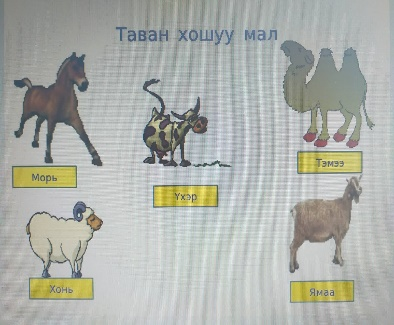 Таван хошуу мал
Морь
Үхэр
Тэмээ
Хонь
Ямаа